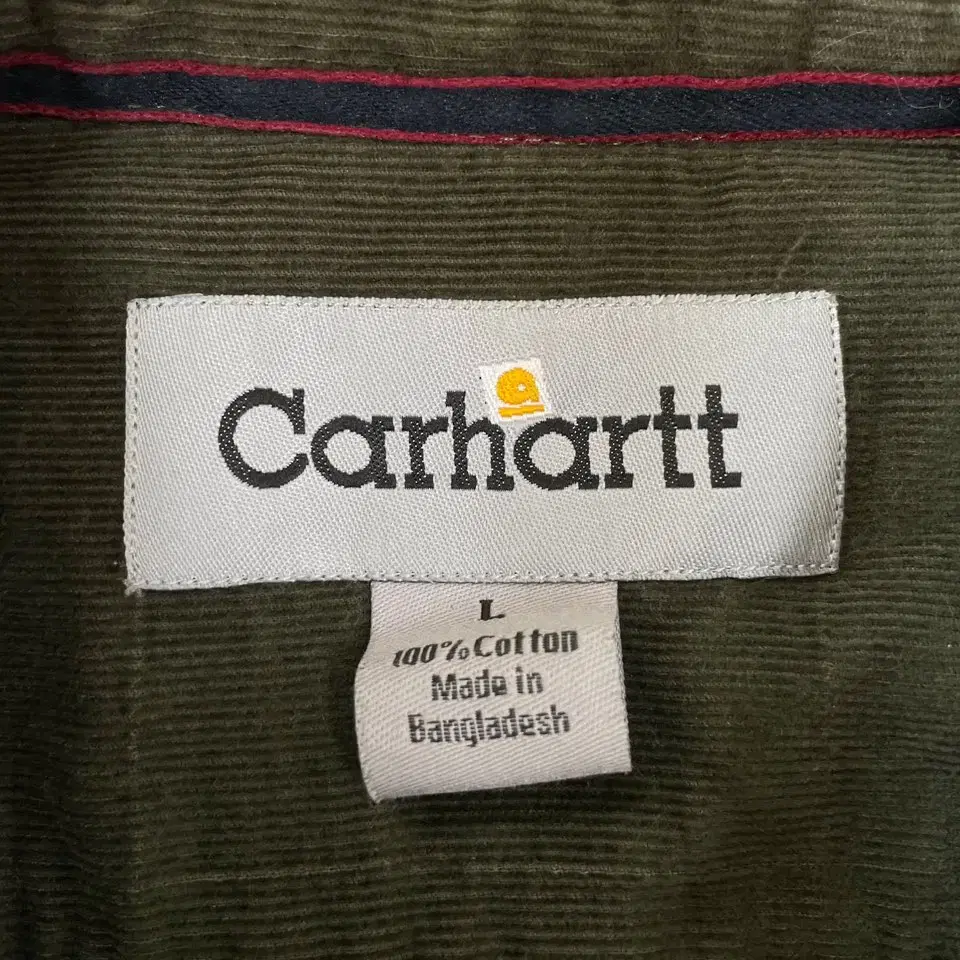 Carhartt
L
100% Cotton
Made in
Bangladesh